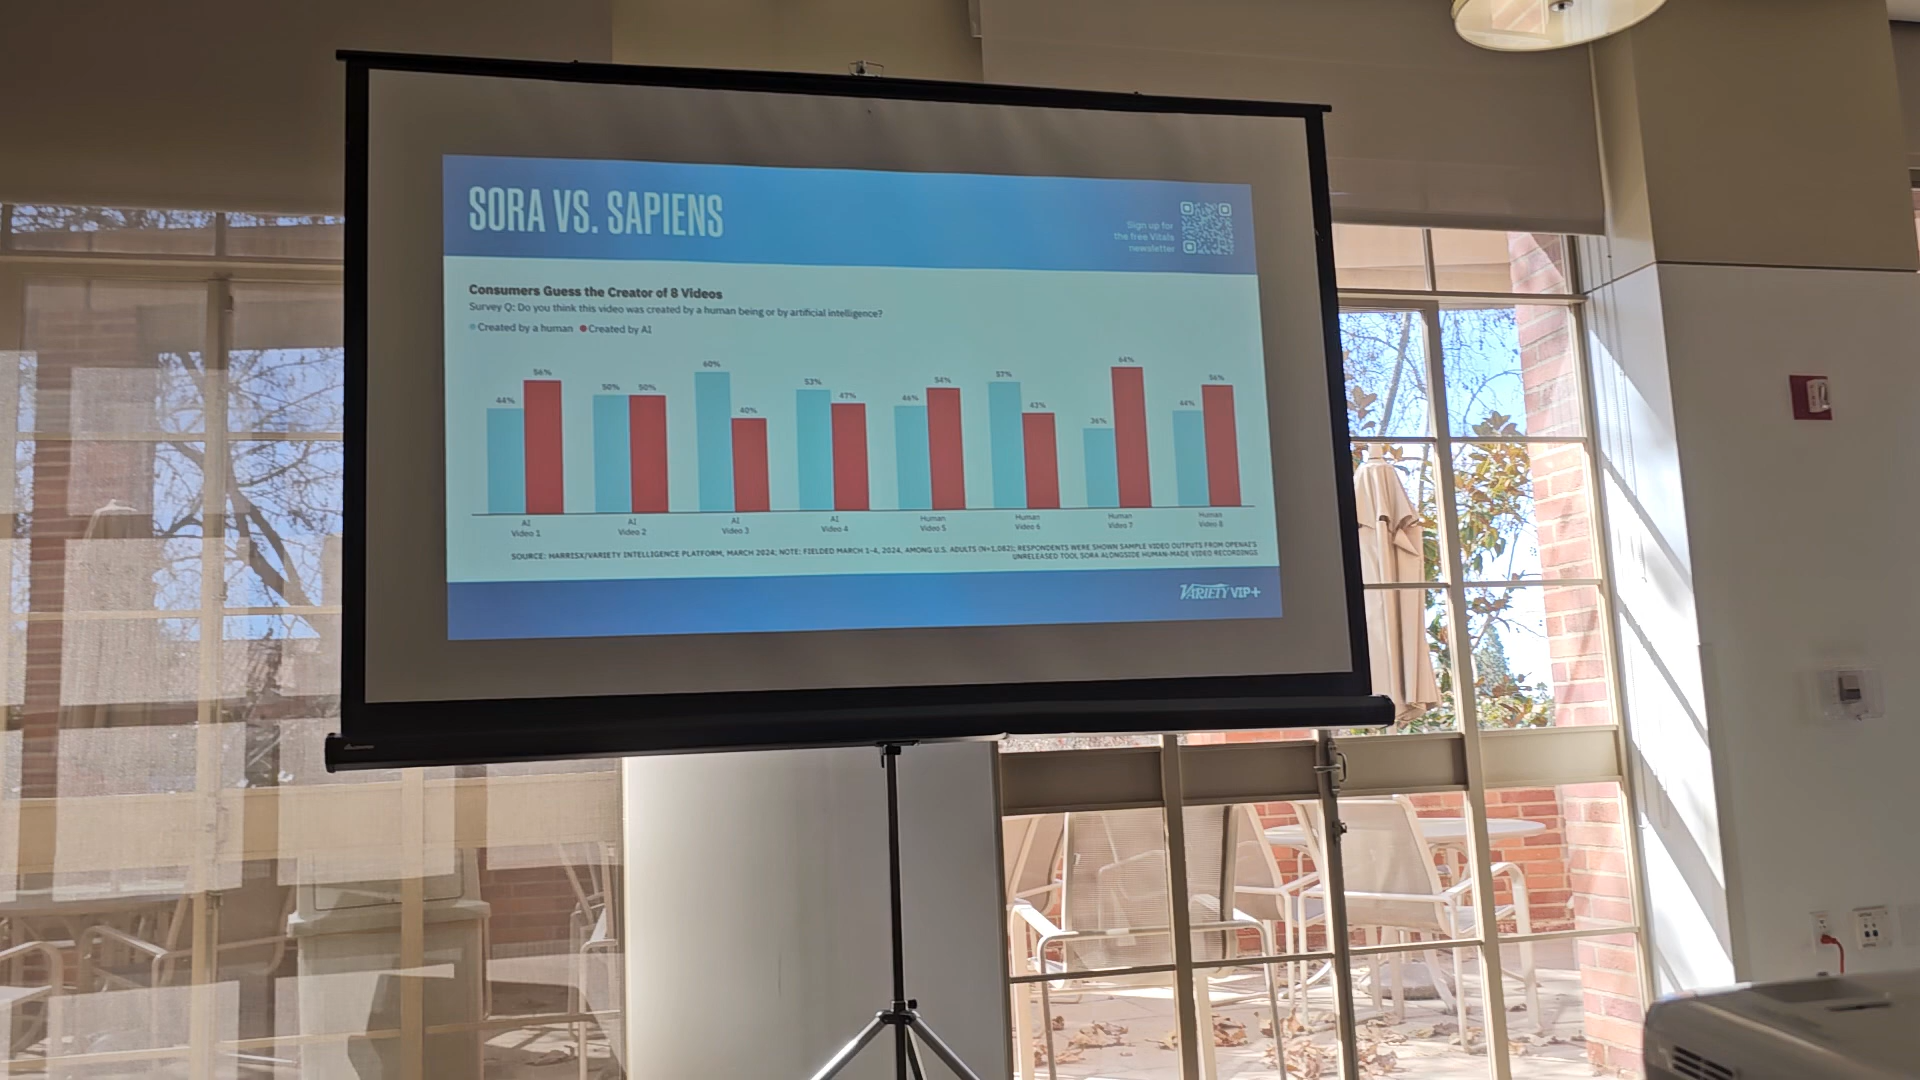 SORA VS. SAPIENS
Sign up for
the free Vitals
newsletter
Consumers Guess the Creator of 8 Videos
Survey Q: Do you think this video was created by a human being or by artificial intelligence?
Created by a human Created by AI
44% 56% 50% 50% 60% 40% 53% 47% 46% 54% 57% 43% 36% 64% 44% 56%
AI AI AI AI Human Human Human Human
Video 1 Video 2 Video 3 Video 4 Video 5 Video 6 Video 7 Video 8
SOURCE: HARRISX/VARIETY INTELLIGENCE PLATFORM, MARCH 2024; NOTE: FIELDED MARCH 1-4, 2024, AMONG U.S. ADULTS (N=1,082); RESPONDENTS WERE SHOWN SAMPLE VIDEO OUTPUTS FROM OPENAI'S
UNRELEASED TOOL SORA ALONGSIDE HUMAN-MADE VIDEO RECORDINGS
VARIETY VIP+